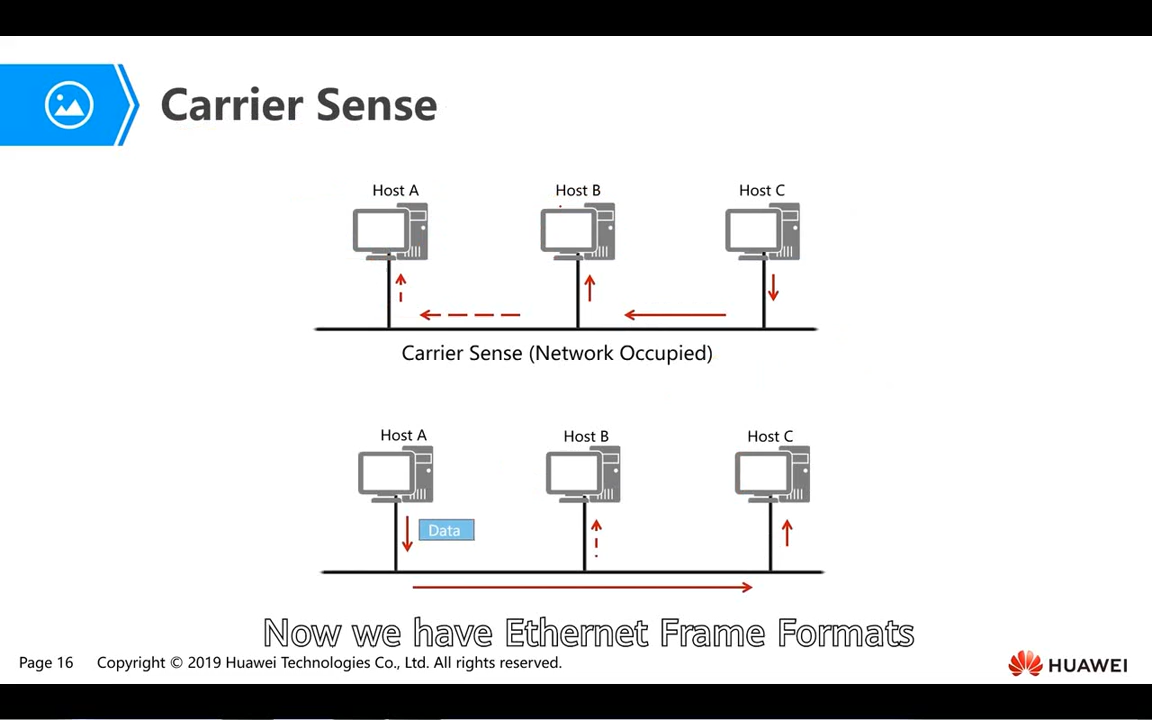 Carrier Sense
Host A Host B Host C
Carrier Sense (Network Occupied)
Host A Host B Host C
Data
Now we have Ethernet Frame Formats
Page 16 Copyright © 2019 Huawei Technologies Co., Ltd. All rights reserved.
HUAWEI